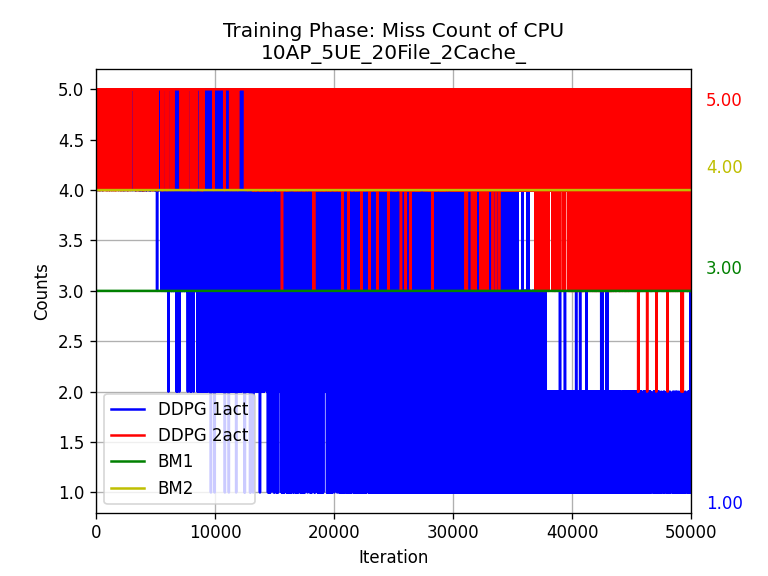 Training Phase: Miss Count of CPU
10AP_5UE_20File_2Cache_
5.0
4.5
4.0
3.5
3.0
2.5
2.0
1.5
1.0
Counts
5.00
4.00
3.00
1.00
DDPG 1act
DDPG 2act
BM1
BM2
0
10000
20000
30000
40000
50000
Iteration